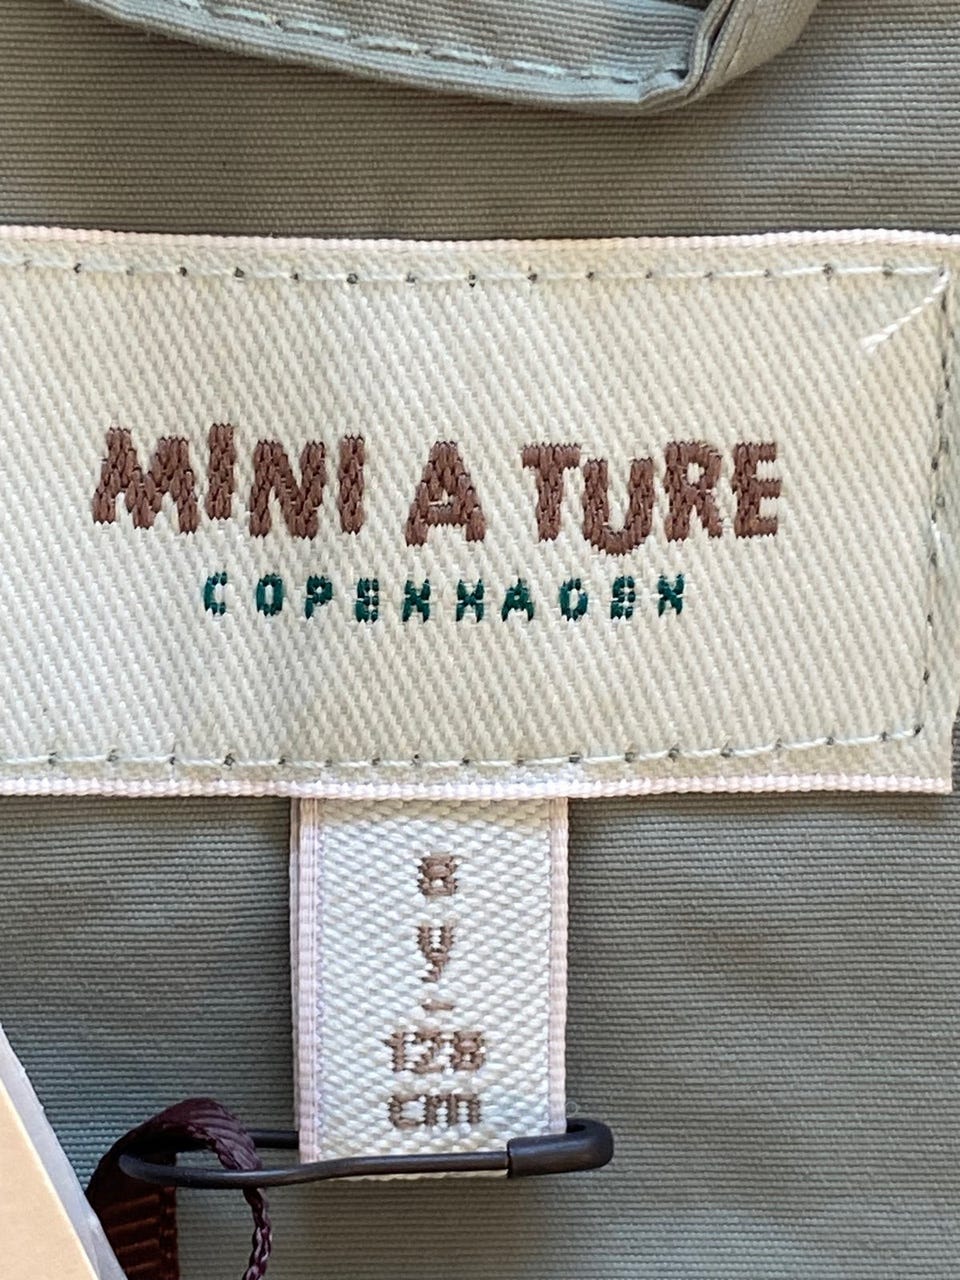 MINI A TURE
COPENHAGEN
8
y
-
128
cm